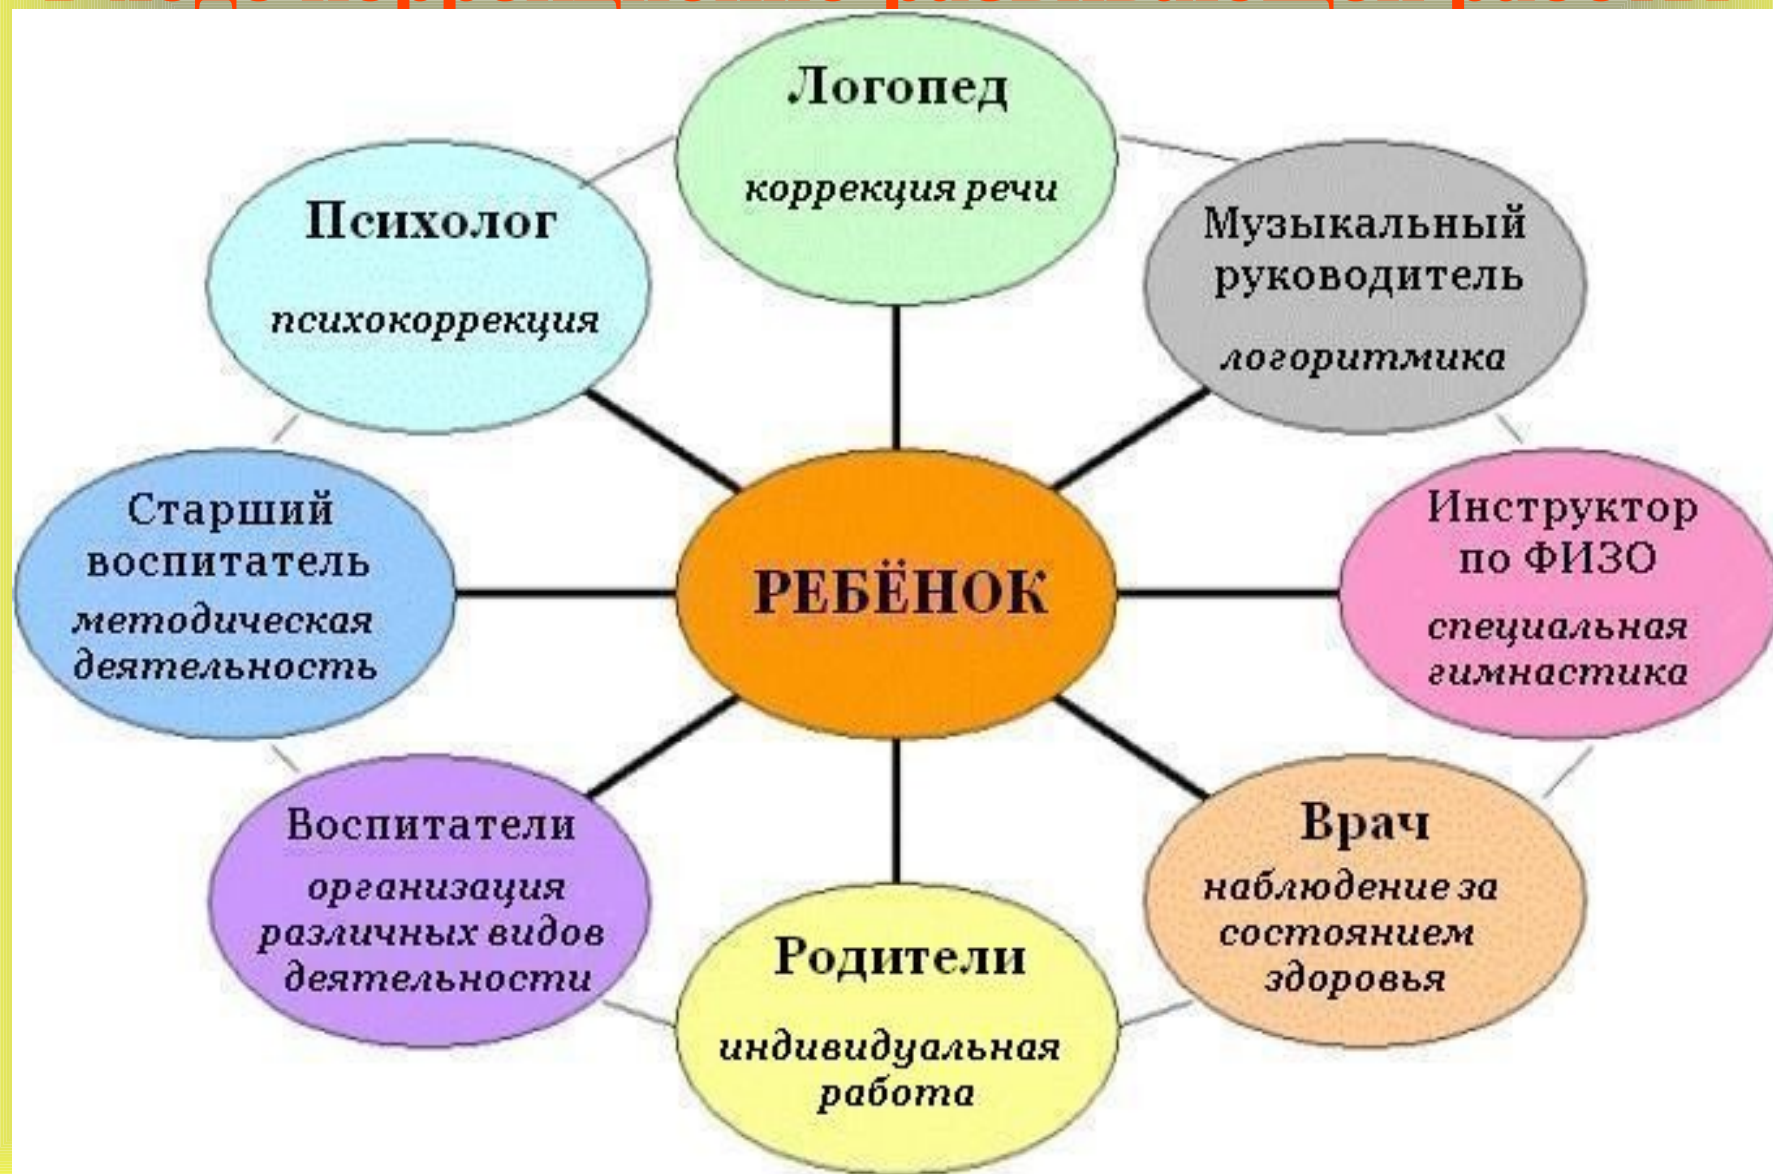 Логопед
коррекция речи
Психолог
психокоррекция
Музыкальный
руководитель
логоритмика
Старший
воспитатель
методическая
деятельность
РЕБЁНОК
Инструктор
по ФИЗО
специальная
гимнастика
Воспитатели
организация
различных видов
деятельности
Родители
индивидуальная
работа
Врач
наблюдение за
состоянием
здоровья